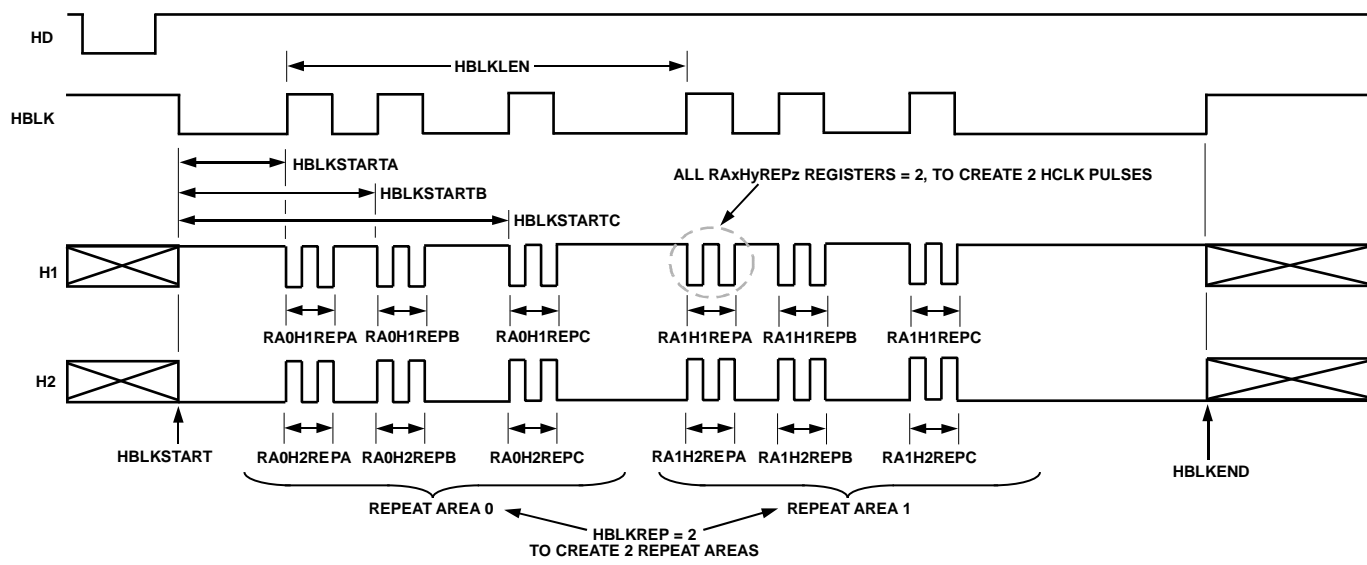 HD
HBLKLEN
HBLK
HBLKSTARTA
HBLKSTARTB
HBLKSTARTC
ALL RAxHyREPz REGISTERS = 2, TO CREATE 2 HCLK PULSES
H1
RA0H1REPA RA0H1REPB RA0H1REPC RA1H1REPA RA1H1REPB RA1H1REPC
H2
HBLKSTART RA0H2REPA RA0H2REPB RA0H2REPC RA1H2REPA RA1H2REPB RA1H2REPC HBLKEND
REPEAT AREA 0 REPEAT AREA 1
HBLKREP = 2
TO CREATE 2 REPEAT AREAS